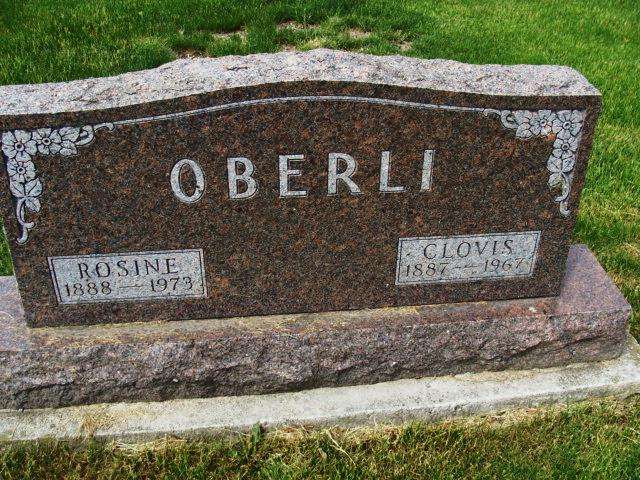 OBERLI
ROSINE
1888 — 1973
CLOVIS
1887 — 1967